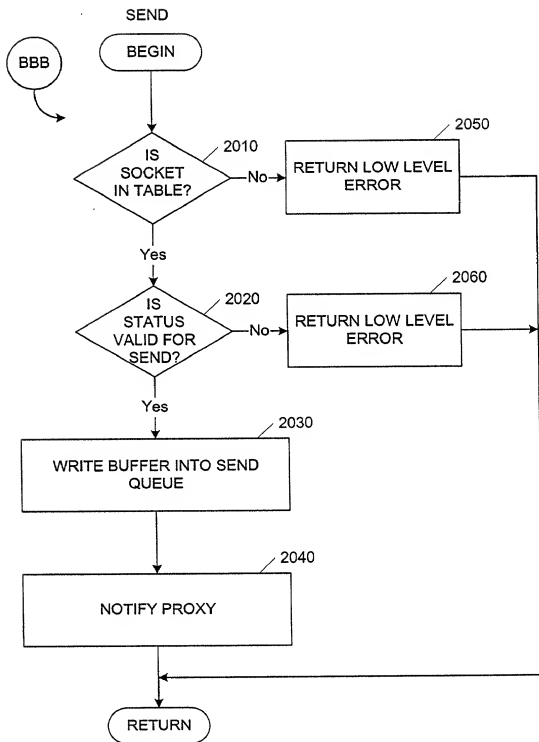 SEND
BEGIN
BBB
2010
IS
SOCKET
IN TABLE?
No
2050
RETURN LOW LEVEL
ERROR
Yes
2020
IS
STATUS
VALID FOR
SEND?
No
2060
RETURN LOW LEVEL
ERROR
Yes
2030
WRITE BUFFER INTO SEND
QUEUE
2040
NOTIFY PROXY
RETURN